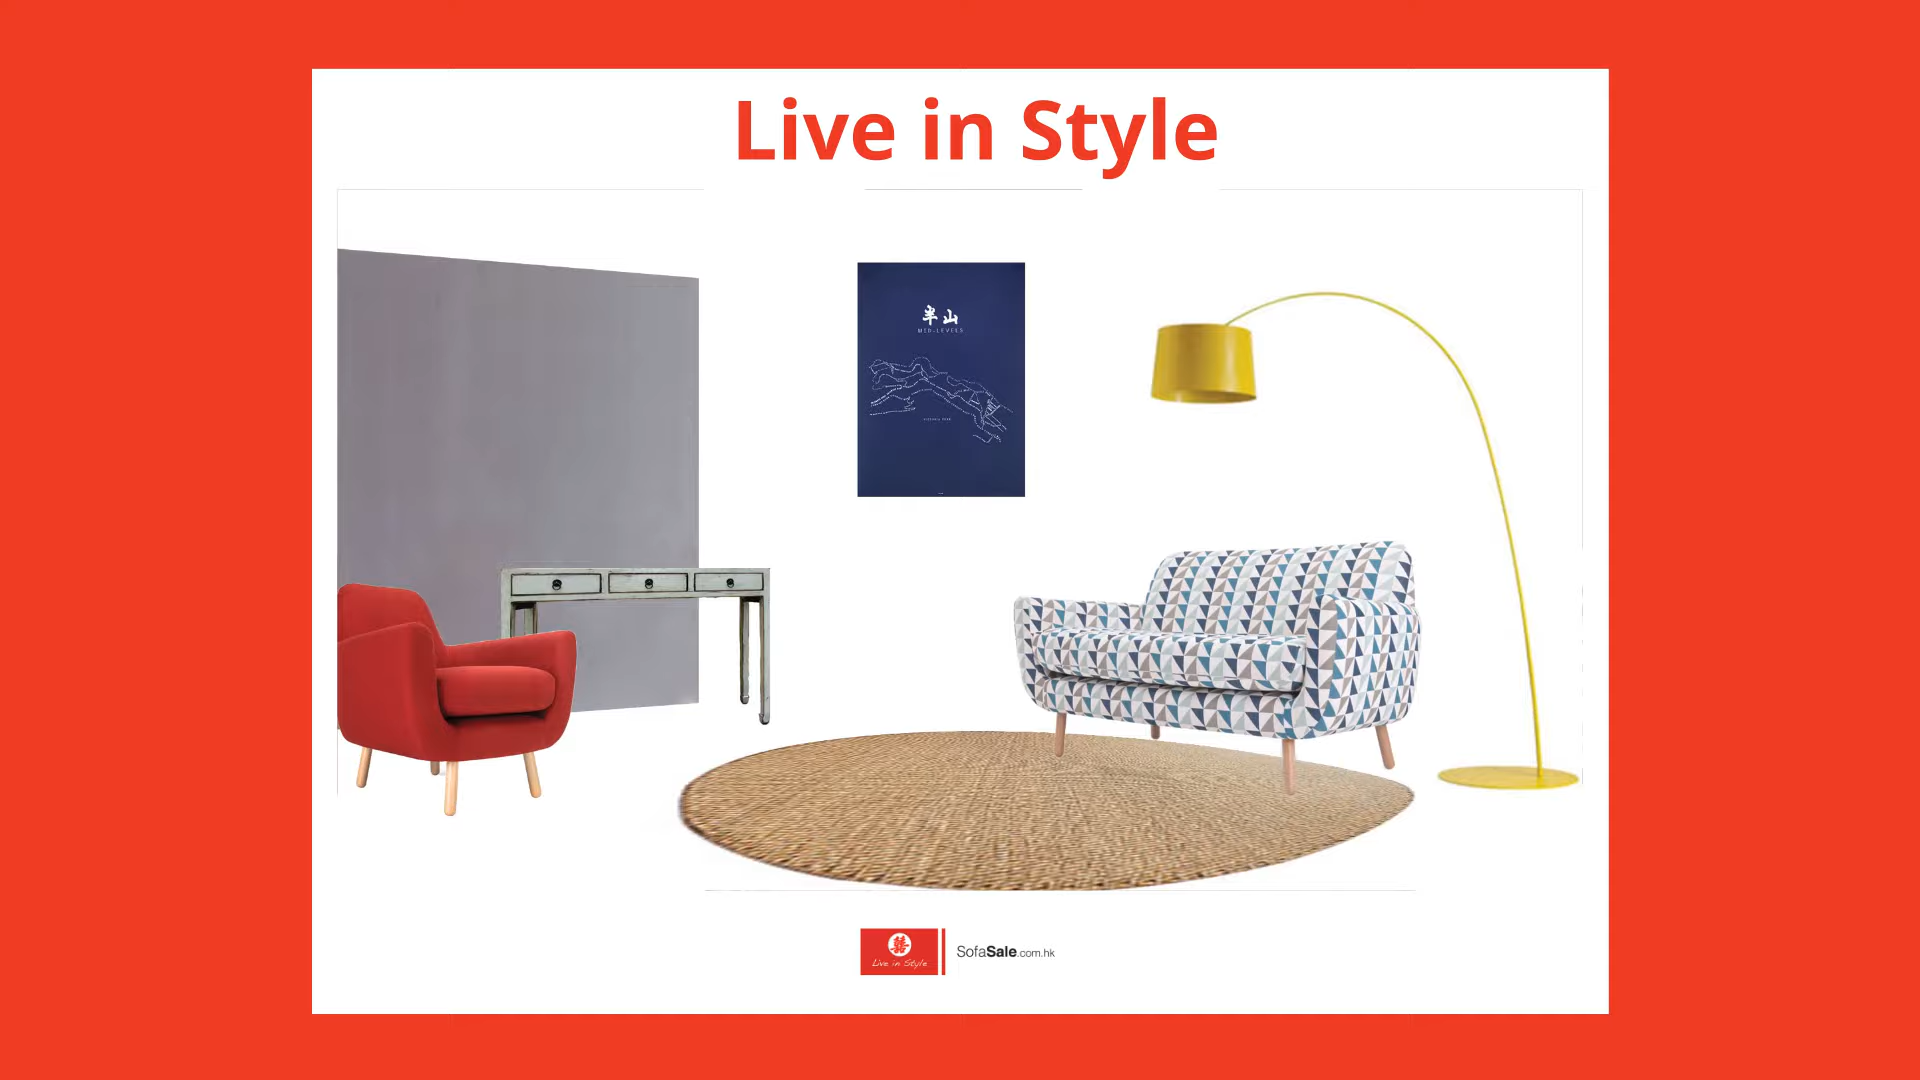 Live in Style
半山
MID-LEVELS
Live in Style
SofaSale.com.hk